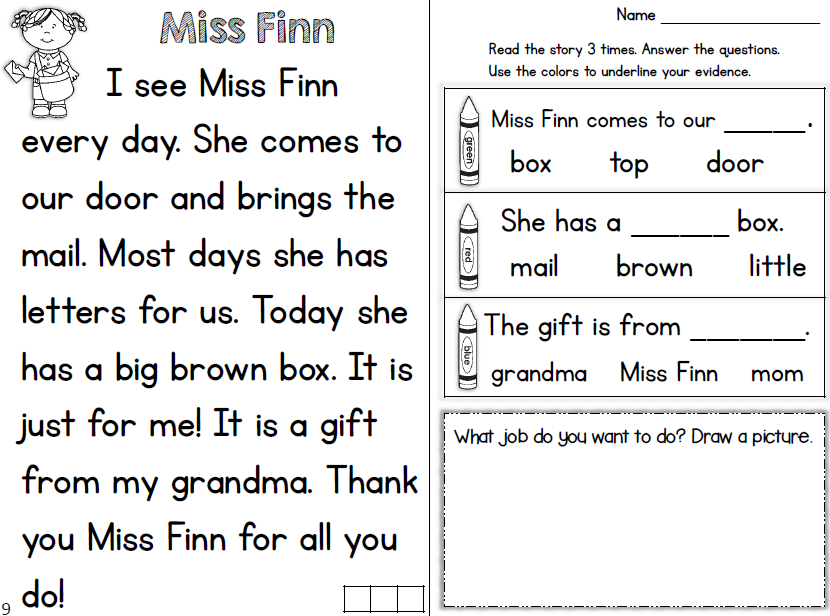 Miss Finn
I see Miss Finn
every day. She comes to
our door and brings the
mail. Most days she has
letters for us. Today she
has a big brown box. It is
just for me! It is a gift
from my grandma. Thank
you Miss Finn for all you
do!
9
Name ____________________
Read the story 3 times. Answer the questions.
Use the colors to underline your evidence.
green
Miss Finn comes to our ______.
box top door
red
She has a ______ box.
mail brown little
blue
The gift is from ________.
grandma Miss Finn mom
What job do you want to do? Draw a picture.